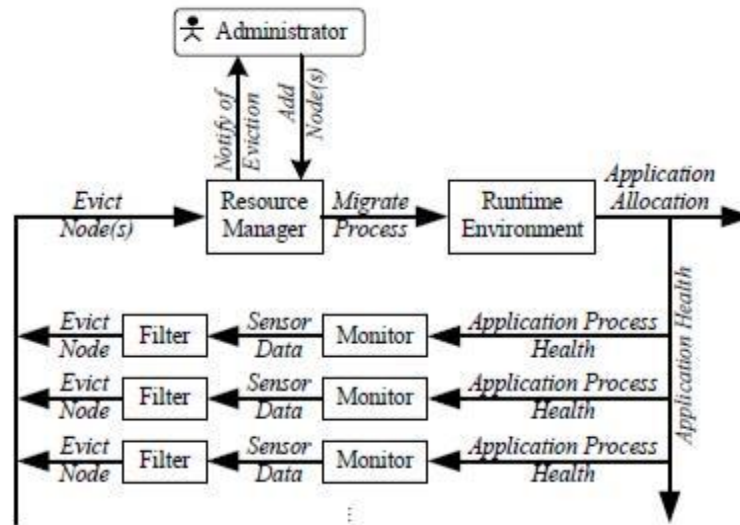 Administrator
Notify of
Eviction
Add
Node(s)
Evict
Node(s)
Resource
Manager
Migrate
Process
Runtime
Environment
Application
Allocation
Application Health
Evict
Node
Filter
Sensor
Data
Monitor
Application Process
Health
Evict
Node
Filter
Sensor
Data
Monitor
Application Process
Health
Evict
Node
Filter
Sensor
Data
Monitor
Application Process
Health
...